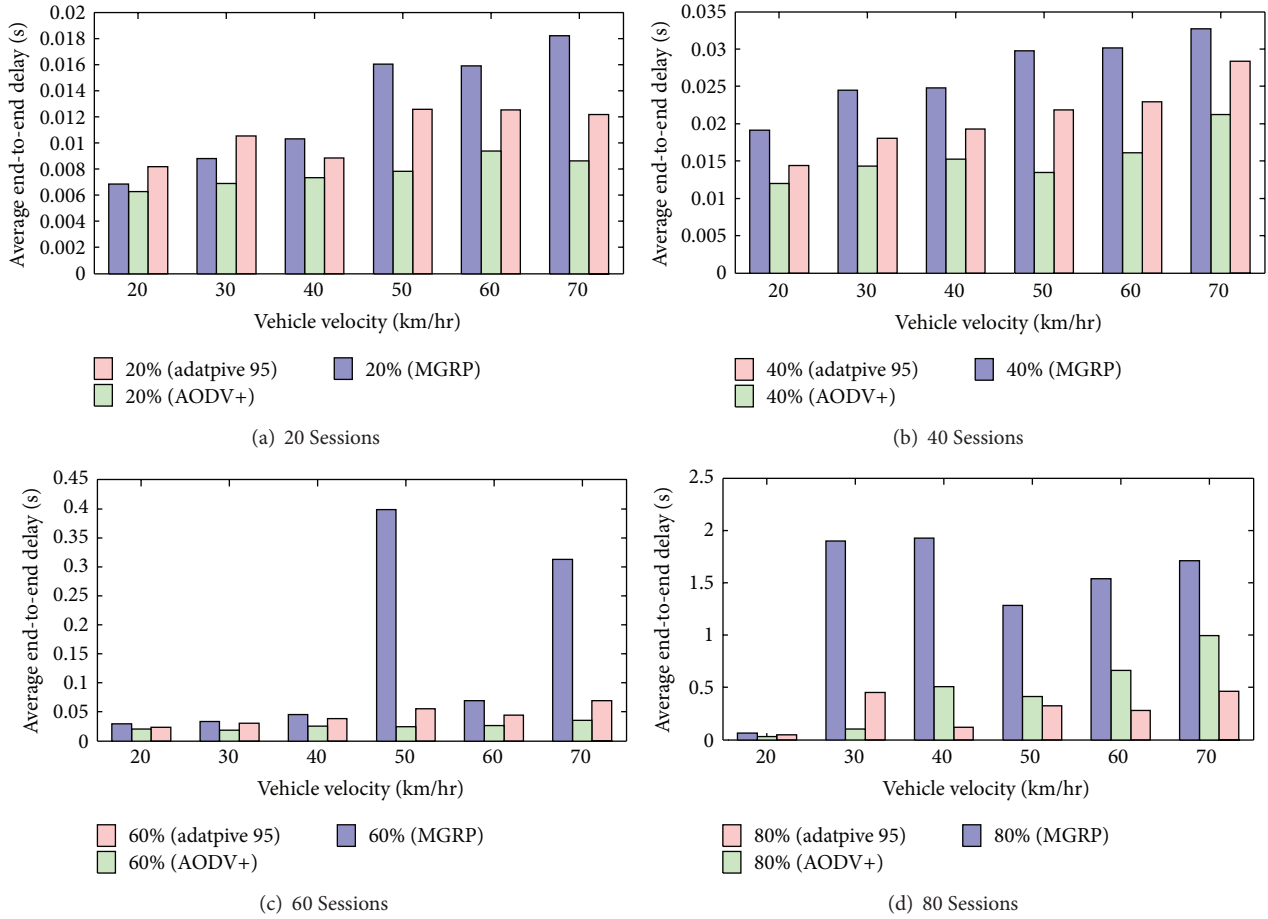 0.02
0.018
0.016
0.014
0.012
0.01
0.008
0.006
0.004
0.002
0
Average end-to-end delay (s)
20 30 40 50 60 70
Vehicle velocity (km/hr)
20% (adatpive 95) 20% (MGRP)
20% (AODV+)
(a) 20 Sessions
0.035
0.03
0.025
0.02
0.015
0.01
0.005
0
Average end-to-end delay (s)
20 30 40 50 60 70
Vehicle velocity (km/hr)
40% (adatpive 95) 40% (MGRP)
40% (AODV+)
(b) 40 Sessions
0.45
0.4
0.35
0.3
0.25
0.2
0.15
0.1
0.05
0
Average end-to-end delay (s)
20 30 40 50 60 70
Vehicle velocity (km/hr)
60% (adatpive 95) 60% (MGRP)
60% (AODV+)
(c) 60 Sessions
2.5
2
1.5
1
0.5
0
Average end-to-end delay (s)
20 30 40 50 60 70
Vehicle velocity (km/hr)
80% (adatpive 95) 80% (MGRP)
80% (AODV+)
(d) 80 Sessions